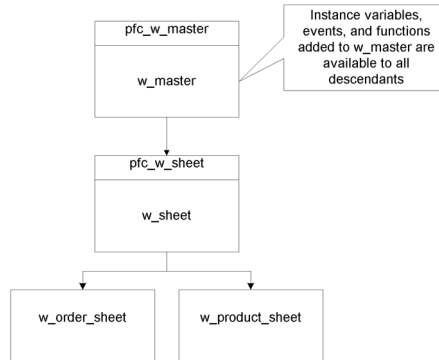 pfc_w_master
w_master
Instance variables,
events, and functions
added to w_master are
available to all
descendants
pfc_w_sheet
w_sheet
w_order_sheet
w_product_sheet